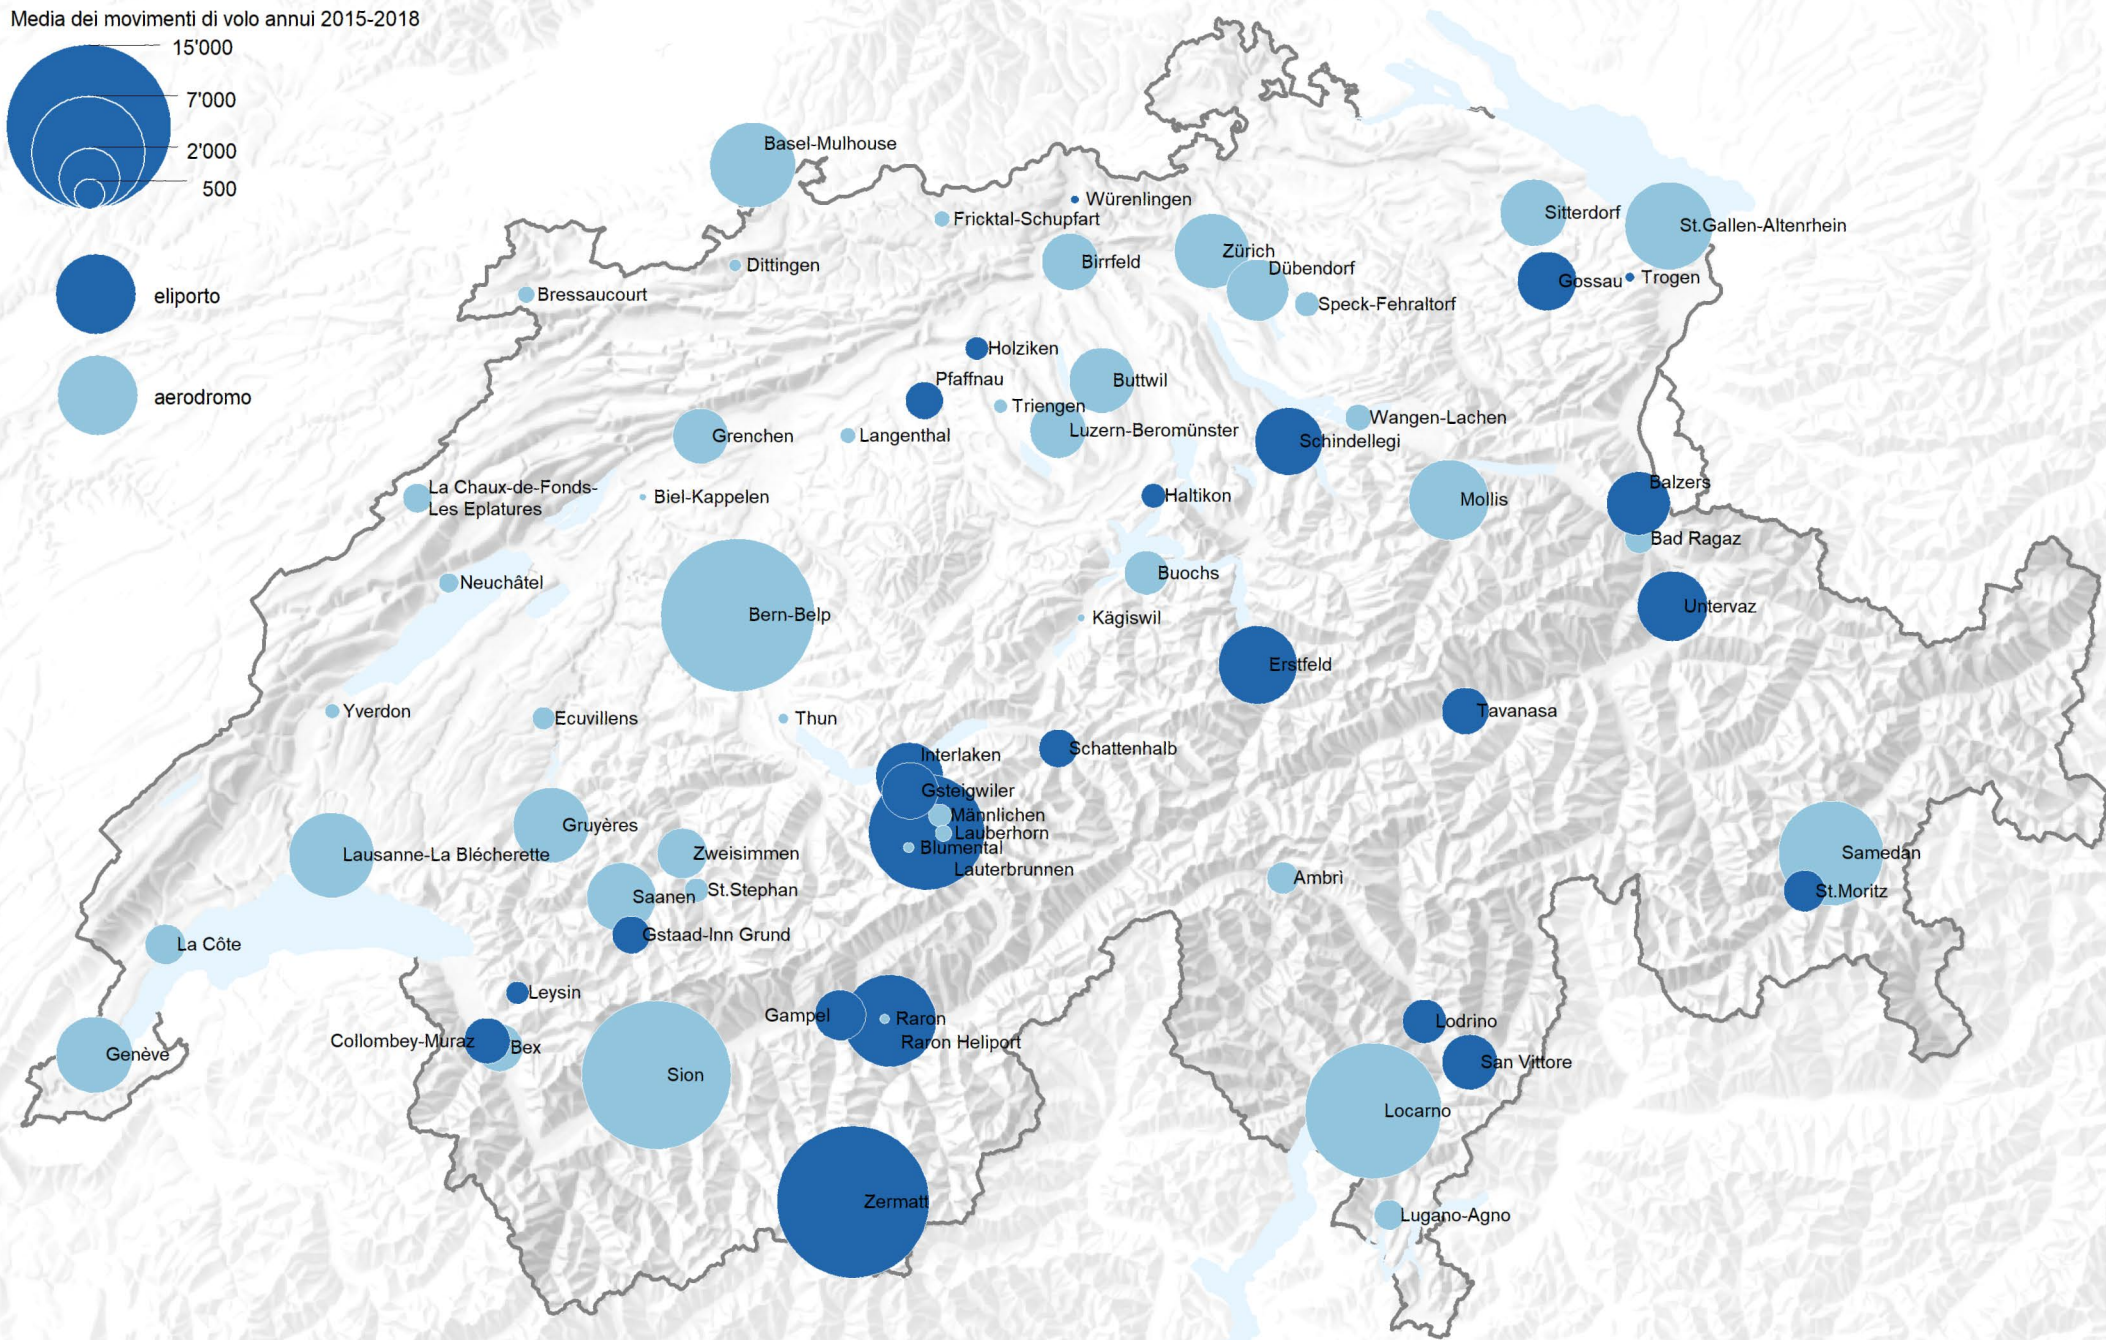 Media dei movimenti di volo annui 2015-2018
15'000
7'000
2'000
500
eliporto
aerodromo
Basel-Mulhouse
Würenlingen
Fricktal-Schupfart
Sitterdorf
St.Gallen-Altenrhein
Zürich
Birrfeld
Dittingen
Dübendorf
Gossau
Trogen
Bressaucourt
Speck-Fehraltorf
Holziken
Pfaffnau
Buttwil
Triengen
Wangen-Lachen
Grenchen
Langenthal
Luzern-Beromünster
Schindellegi
La Chaux-de-Fonds-
Les Eplatures
Biel-Kappelen
Haltikon
Mollis
Balzers
Bad Ragaz
Neuchâtel
Buochs
Bern-Belp
Kägiswil
Untervaz
Erstfeld
Yverdon
Ecuvillens
Thun
Tavanasa
Interlaken
Schattenhalb
Gsteigwiler
Männlichen
Gruyères
Lauberhorn
Lausanne-La Blécherette
Zweisimmen
Blumental
Samedan
Lauterbrunnen
Ambrì
Saanen
St.Stephan
St.Moritz
Gstaad-Inn Grund
La Côte
Leysin
Gampel
Raron
Lodrino
Collombey-Muraz
Bex
Raron Heliport
Genève
San Vittore
Sion
Locarno
Zermatt
Lugano-Agno